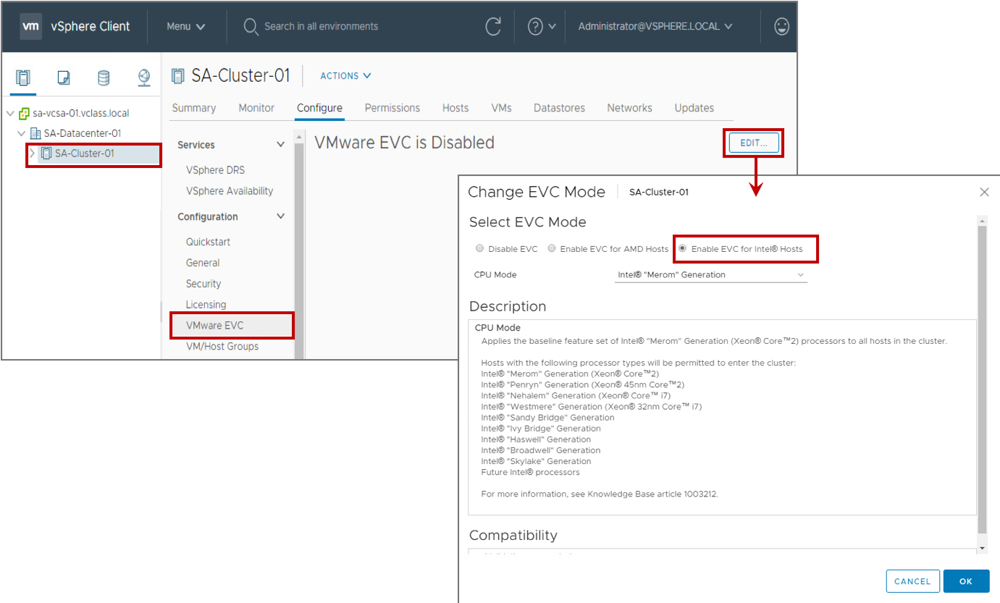 vm vSphere Client Menu Search in all environments ? Administrator@VSPHERE.LOCAL
SA-Cluster-01 ACTIONS
Summary Monitor Configure Permissions Hosts VMs Datastores Networks Updates
sa-vcsa-01.vclass.local
SA-Datacenter-01
SA-Cluster-01
Services
VSphere DRS
VSphere Availability
Configuration
Quickstart
General
Security
Licensing
VMware EVC
VM/Host Groups
VMware EVC is Disabled
EDIT...
Change EVC Mode SA-Cluster-01
Select EVC Mode
Disable EVC Enable EVC for AMD Hosts Enable EVC for Intel® Hosts
CPU Mode Intel® "Merom" Generation
Description
CPU Mode
Applies the baseline feature set of Intel® "Merom" Generation (Xeon® Core™2) processors to all hosts in the cluster.
Hosts with the following processor types will be permitted to enter the cluster:
Intel® "Merom" Generation (Xeon® Core™2)
Intel® "Penryn" Generation (Xeon® 45nm Core™2)
Intel® "Nehalem" Generation (Xeon® Core™ i7)
Intel® "Westmere" Generation (Xeon® 32nm Core™ i7)
Intel® "Sandy Bridge" Generation
Intel® "Ivy Bridge" Generation
Intel® "Haswell" Generation
Intel® "Broadwell" Generation
Intel® "Skylake" Generation
Future Intel® processors
For more information, see Knowledge Base article 1003212.
Compatibility
CANCEL OK